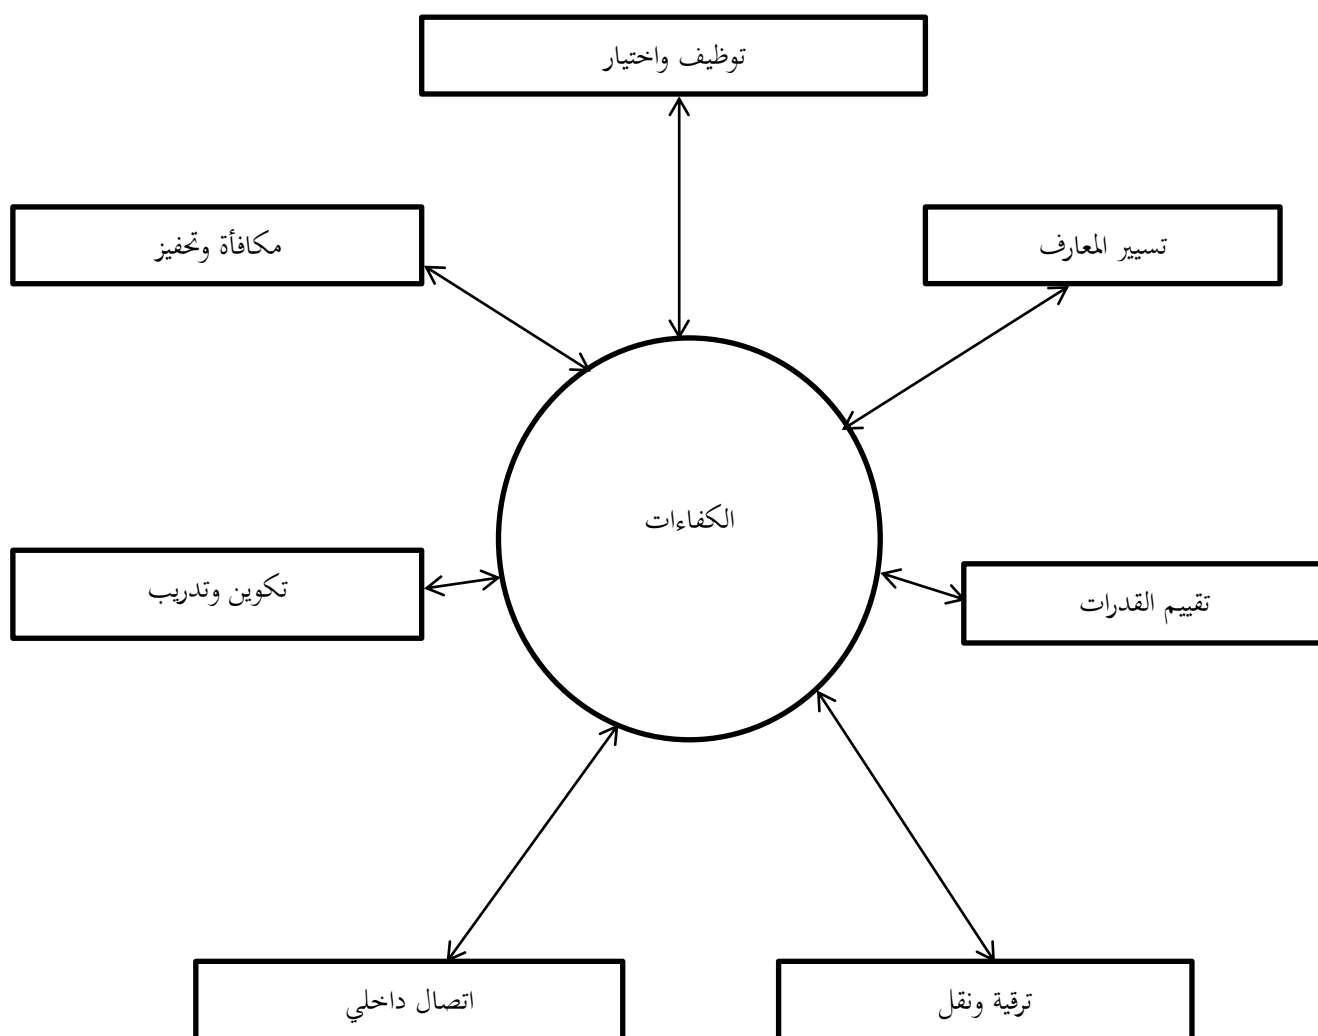 توظيف واختيار
تسيير المعارف
مكافأة وتحفيز
الكفاءات
تقييم القدرات
تكوين وتدريب
ترقية ونقل
اتصال داخلي